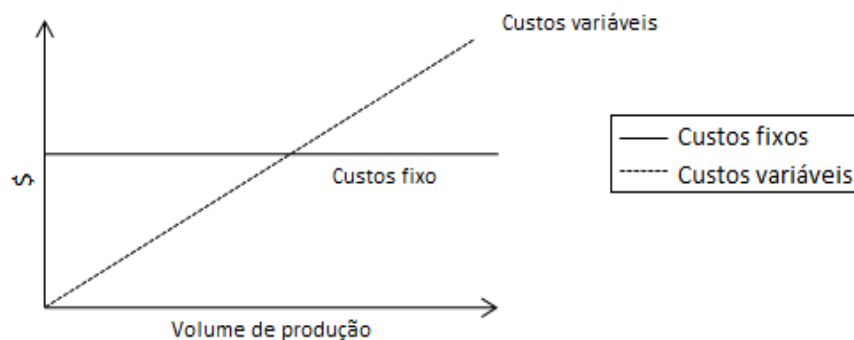 Custos variáveis
$
Custos fixo
Volume de produção
Custos fixos
Custos variáveis